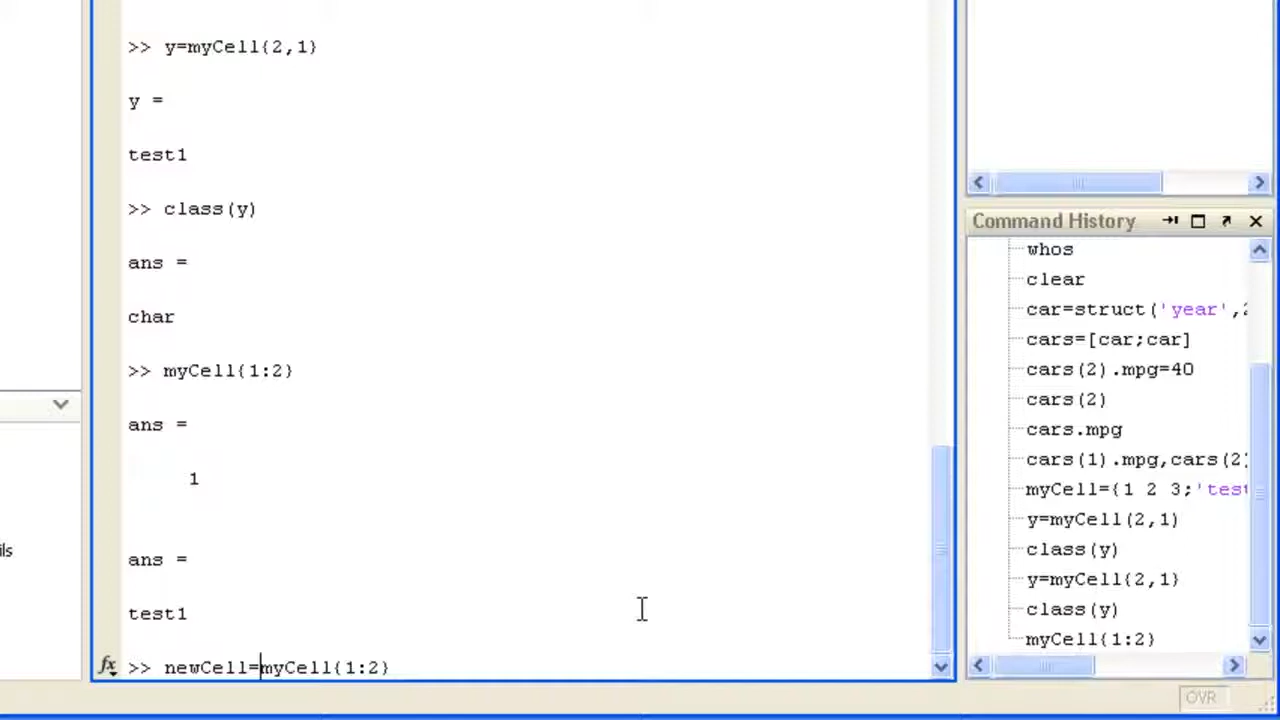 >> y=myCell{2,1}
y =
test1
>> class(y)
ans =
char
>> myCell{1:2}
ans =
1
ans =
test1
fx >> newCell=myCell{1:2}
ils
Command History
whos
clear
car=struct('year',2
cars=[car;car]
cars(2).mpg=40
cars(2)
cars.mpg
cars(1).mpg,cars(2)
myCell={1 2 3;'test
y=myCell(2,1)
class(y)
y=myCell{2,1}
class(y)
myCell{1:2}
OVR